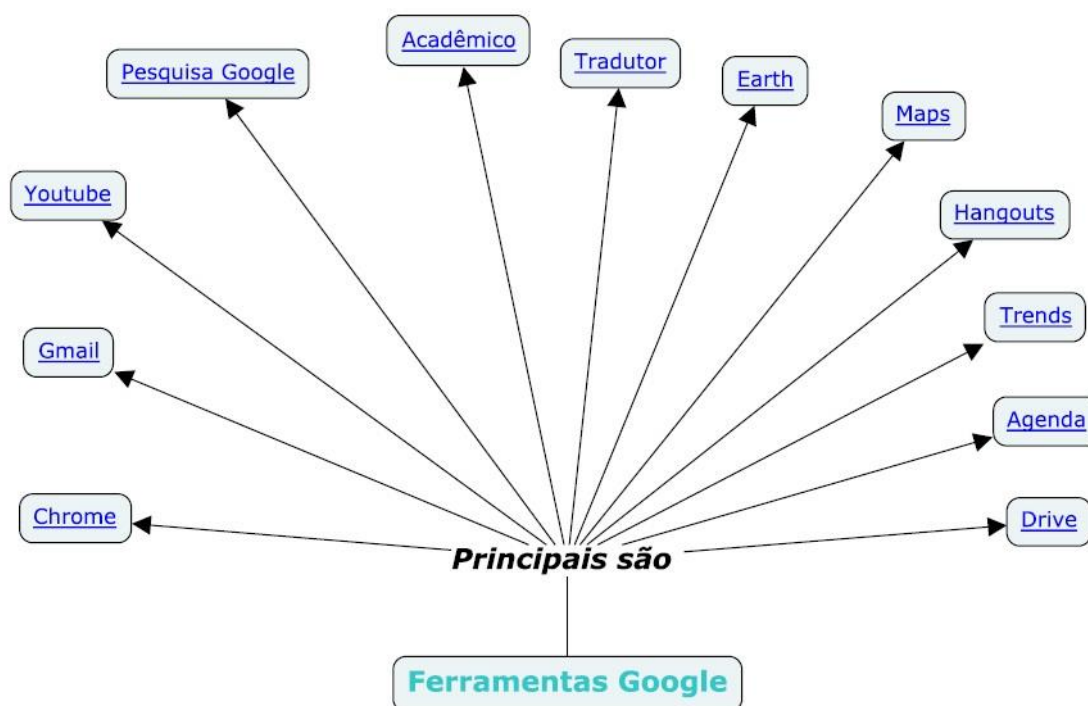 Acadêmico
Tradutor
Pesquisa Google
Earth
Maps
Youtube
Hangouts
Trends
Gmail
Agenda
Chrome
Drive
Principais são
Ferramentas Google